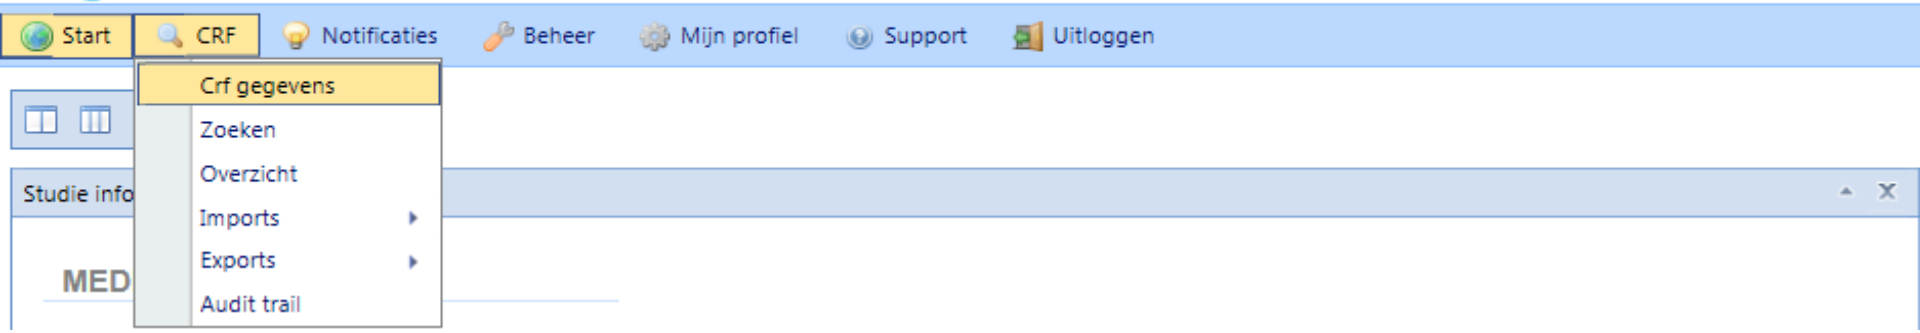 Start CRF Notificaties Beheer Mijn profiel Support Uitloggen
Crf gegevens
Zoeken
Overzicht
Studie info
Imports
Exports
MED
Audit trail